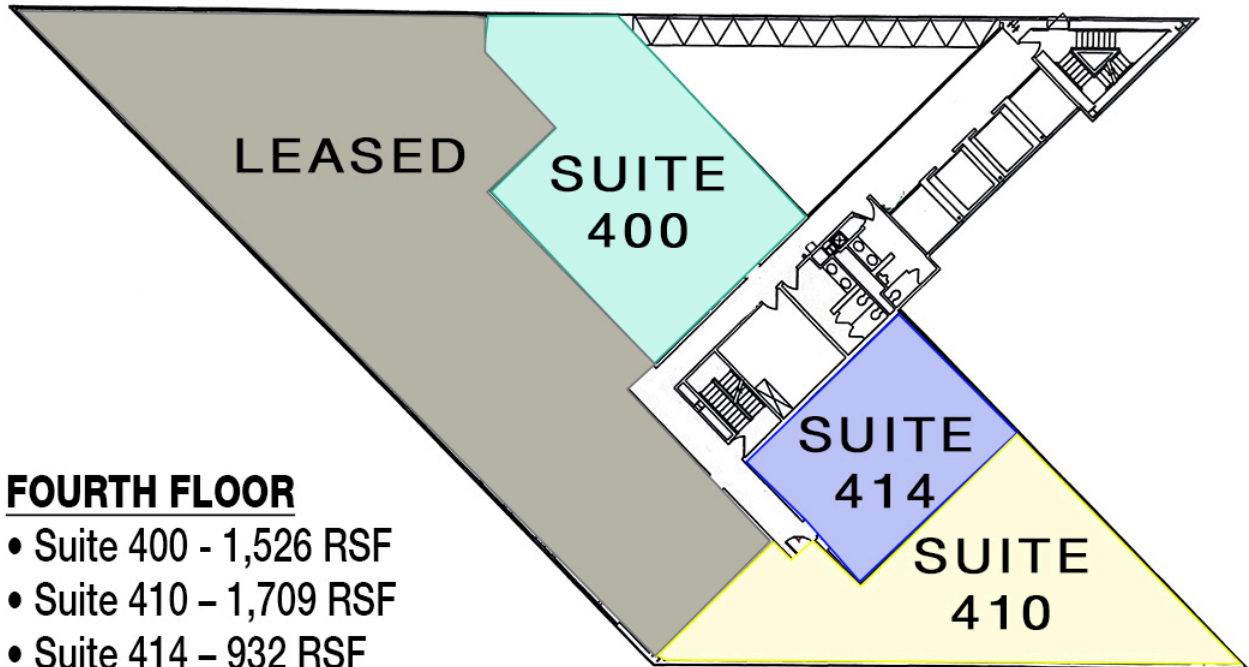 LEASED
SUITE
400
SUITE
414
SUITE
410
FOURTH FLOOR
• Suite 400 - 1,526 RSF
• Suite 410 – 1,709 RSF
• Suite 414 – 932 RSF